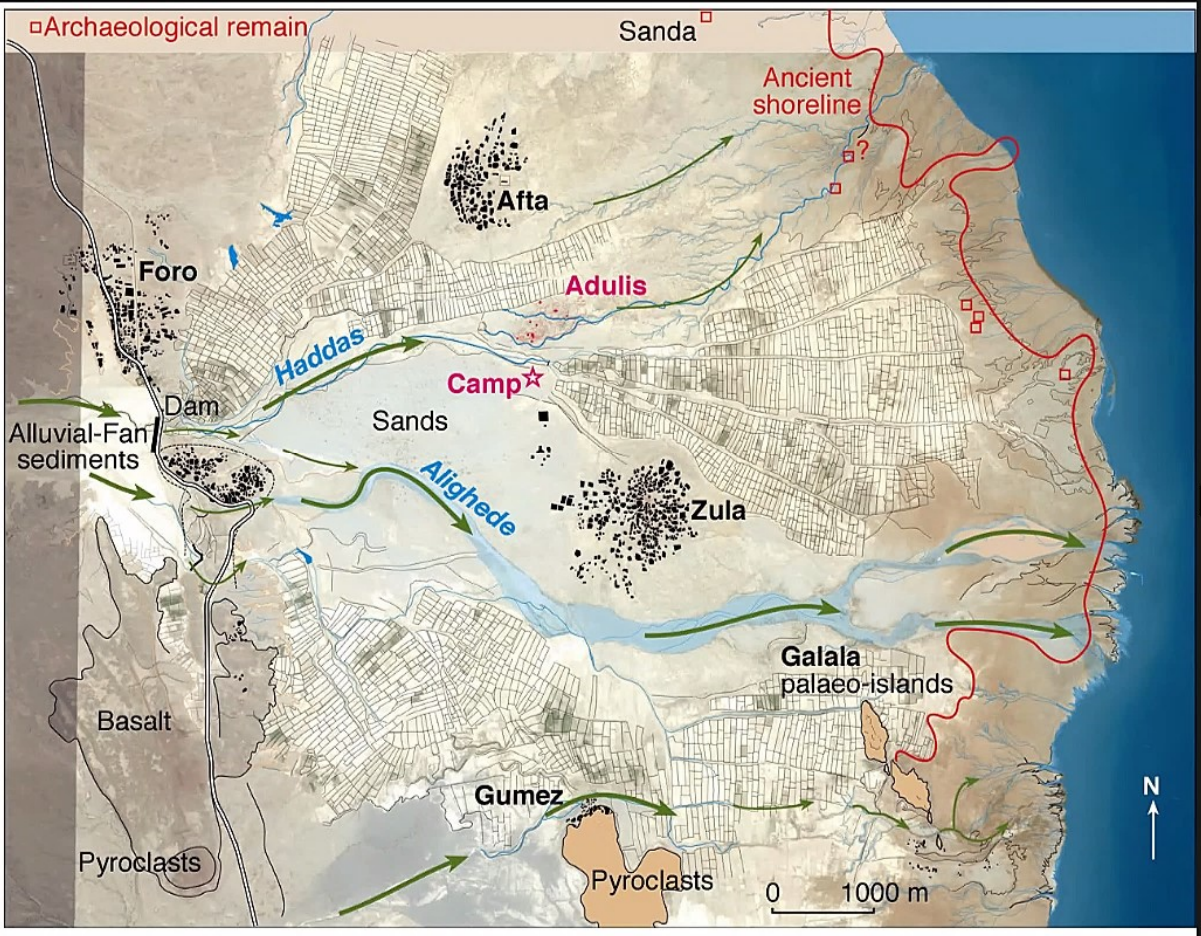 Archaeological remain
Sanda
Ancient
shoreline
?
Afta
Foro
Adulis
Haddas
Camp
Dam
Sands
Alluvial-Fan
sediments
Alighede
Zula
Galala
palaeo-islands
Basalt
Gumez
N
Pyroclasts
Pyroclasts
0 1000 m